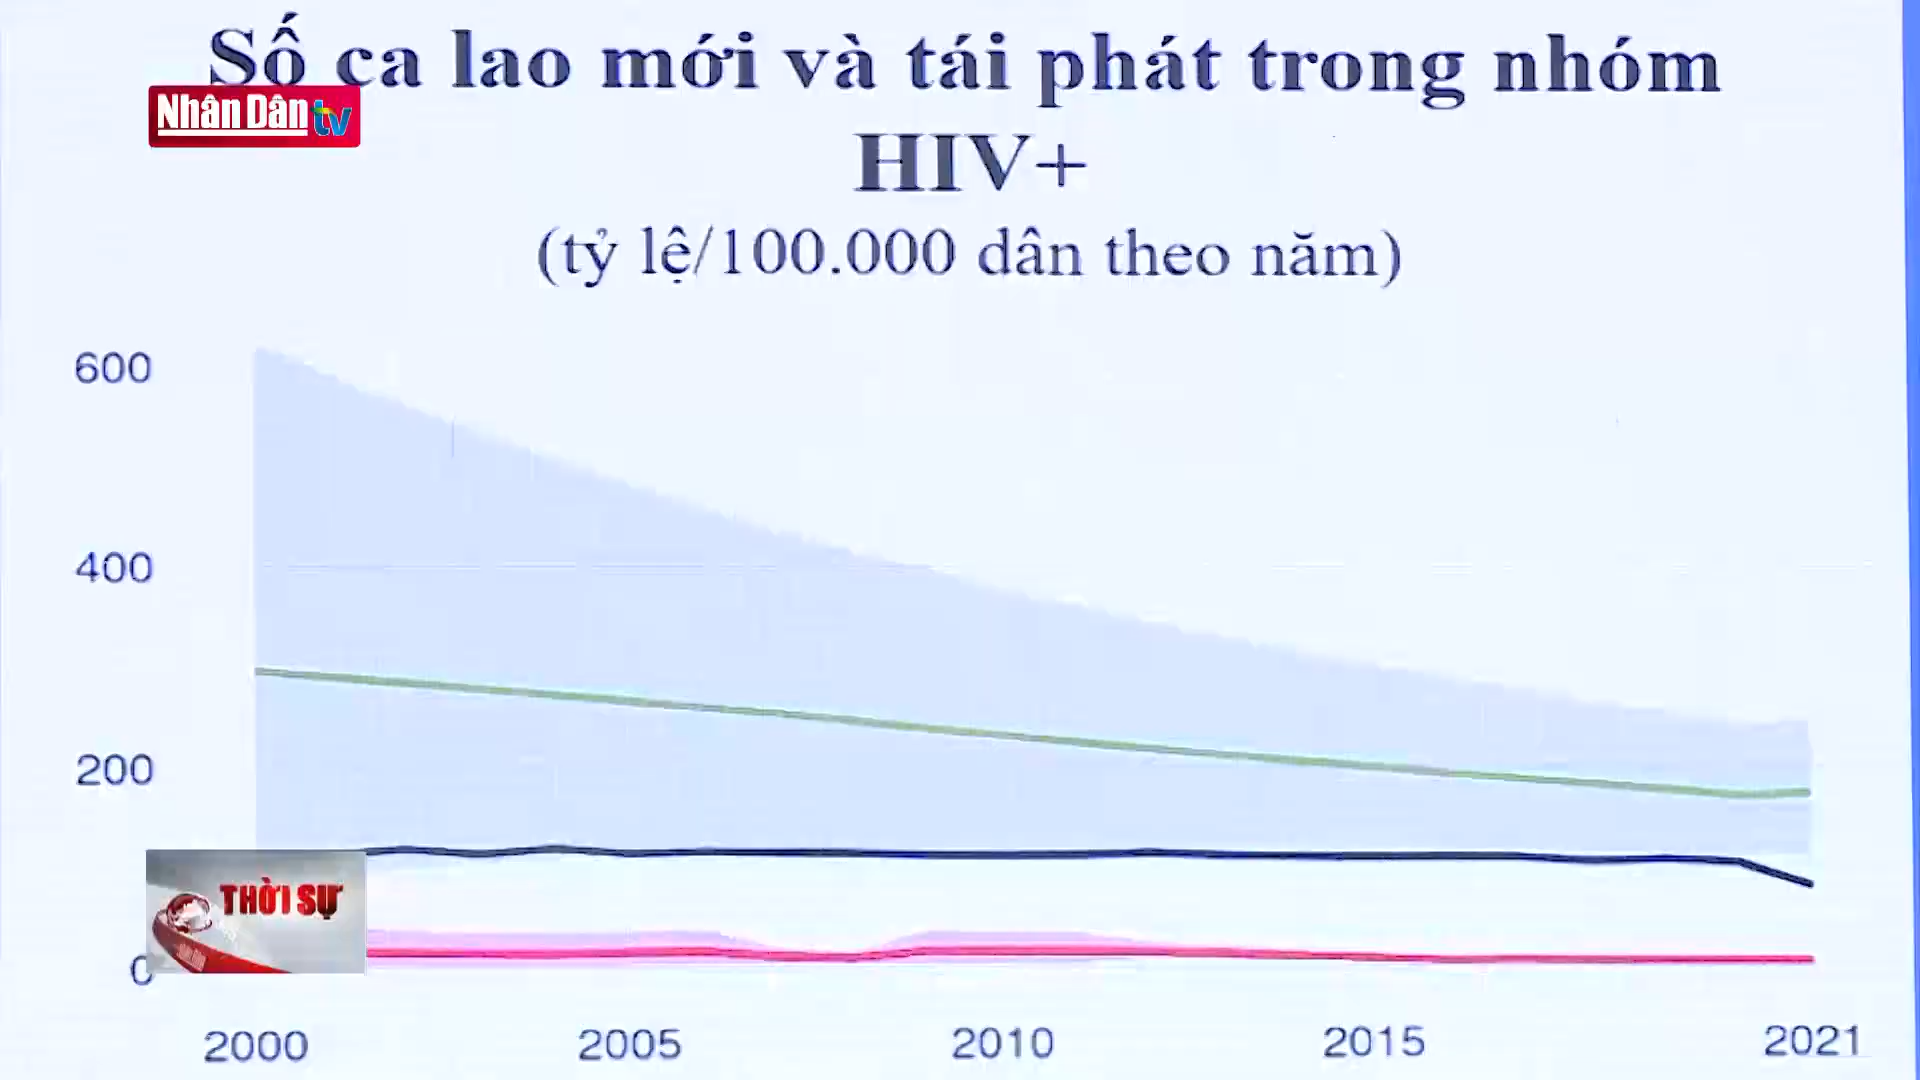 Số ca lao mới và tái phát trong nhóm
Nhân Dân tv
HIV+
(tỷ lệ/100.000 dân theo năm)
600
400
200
THỜI SỰ
0
2000 2005 2010 2015 2021